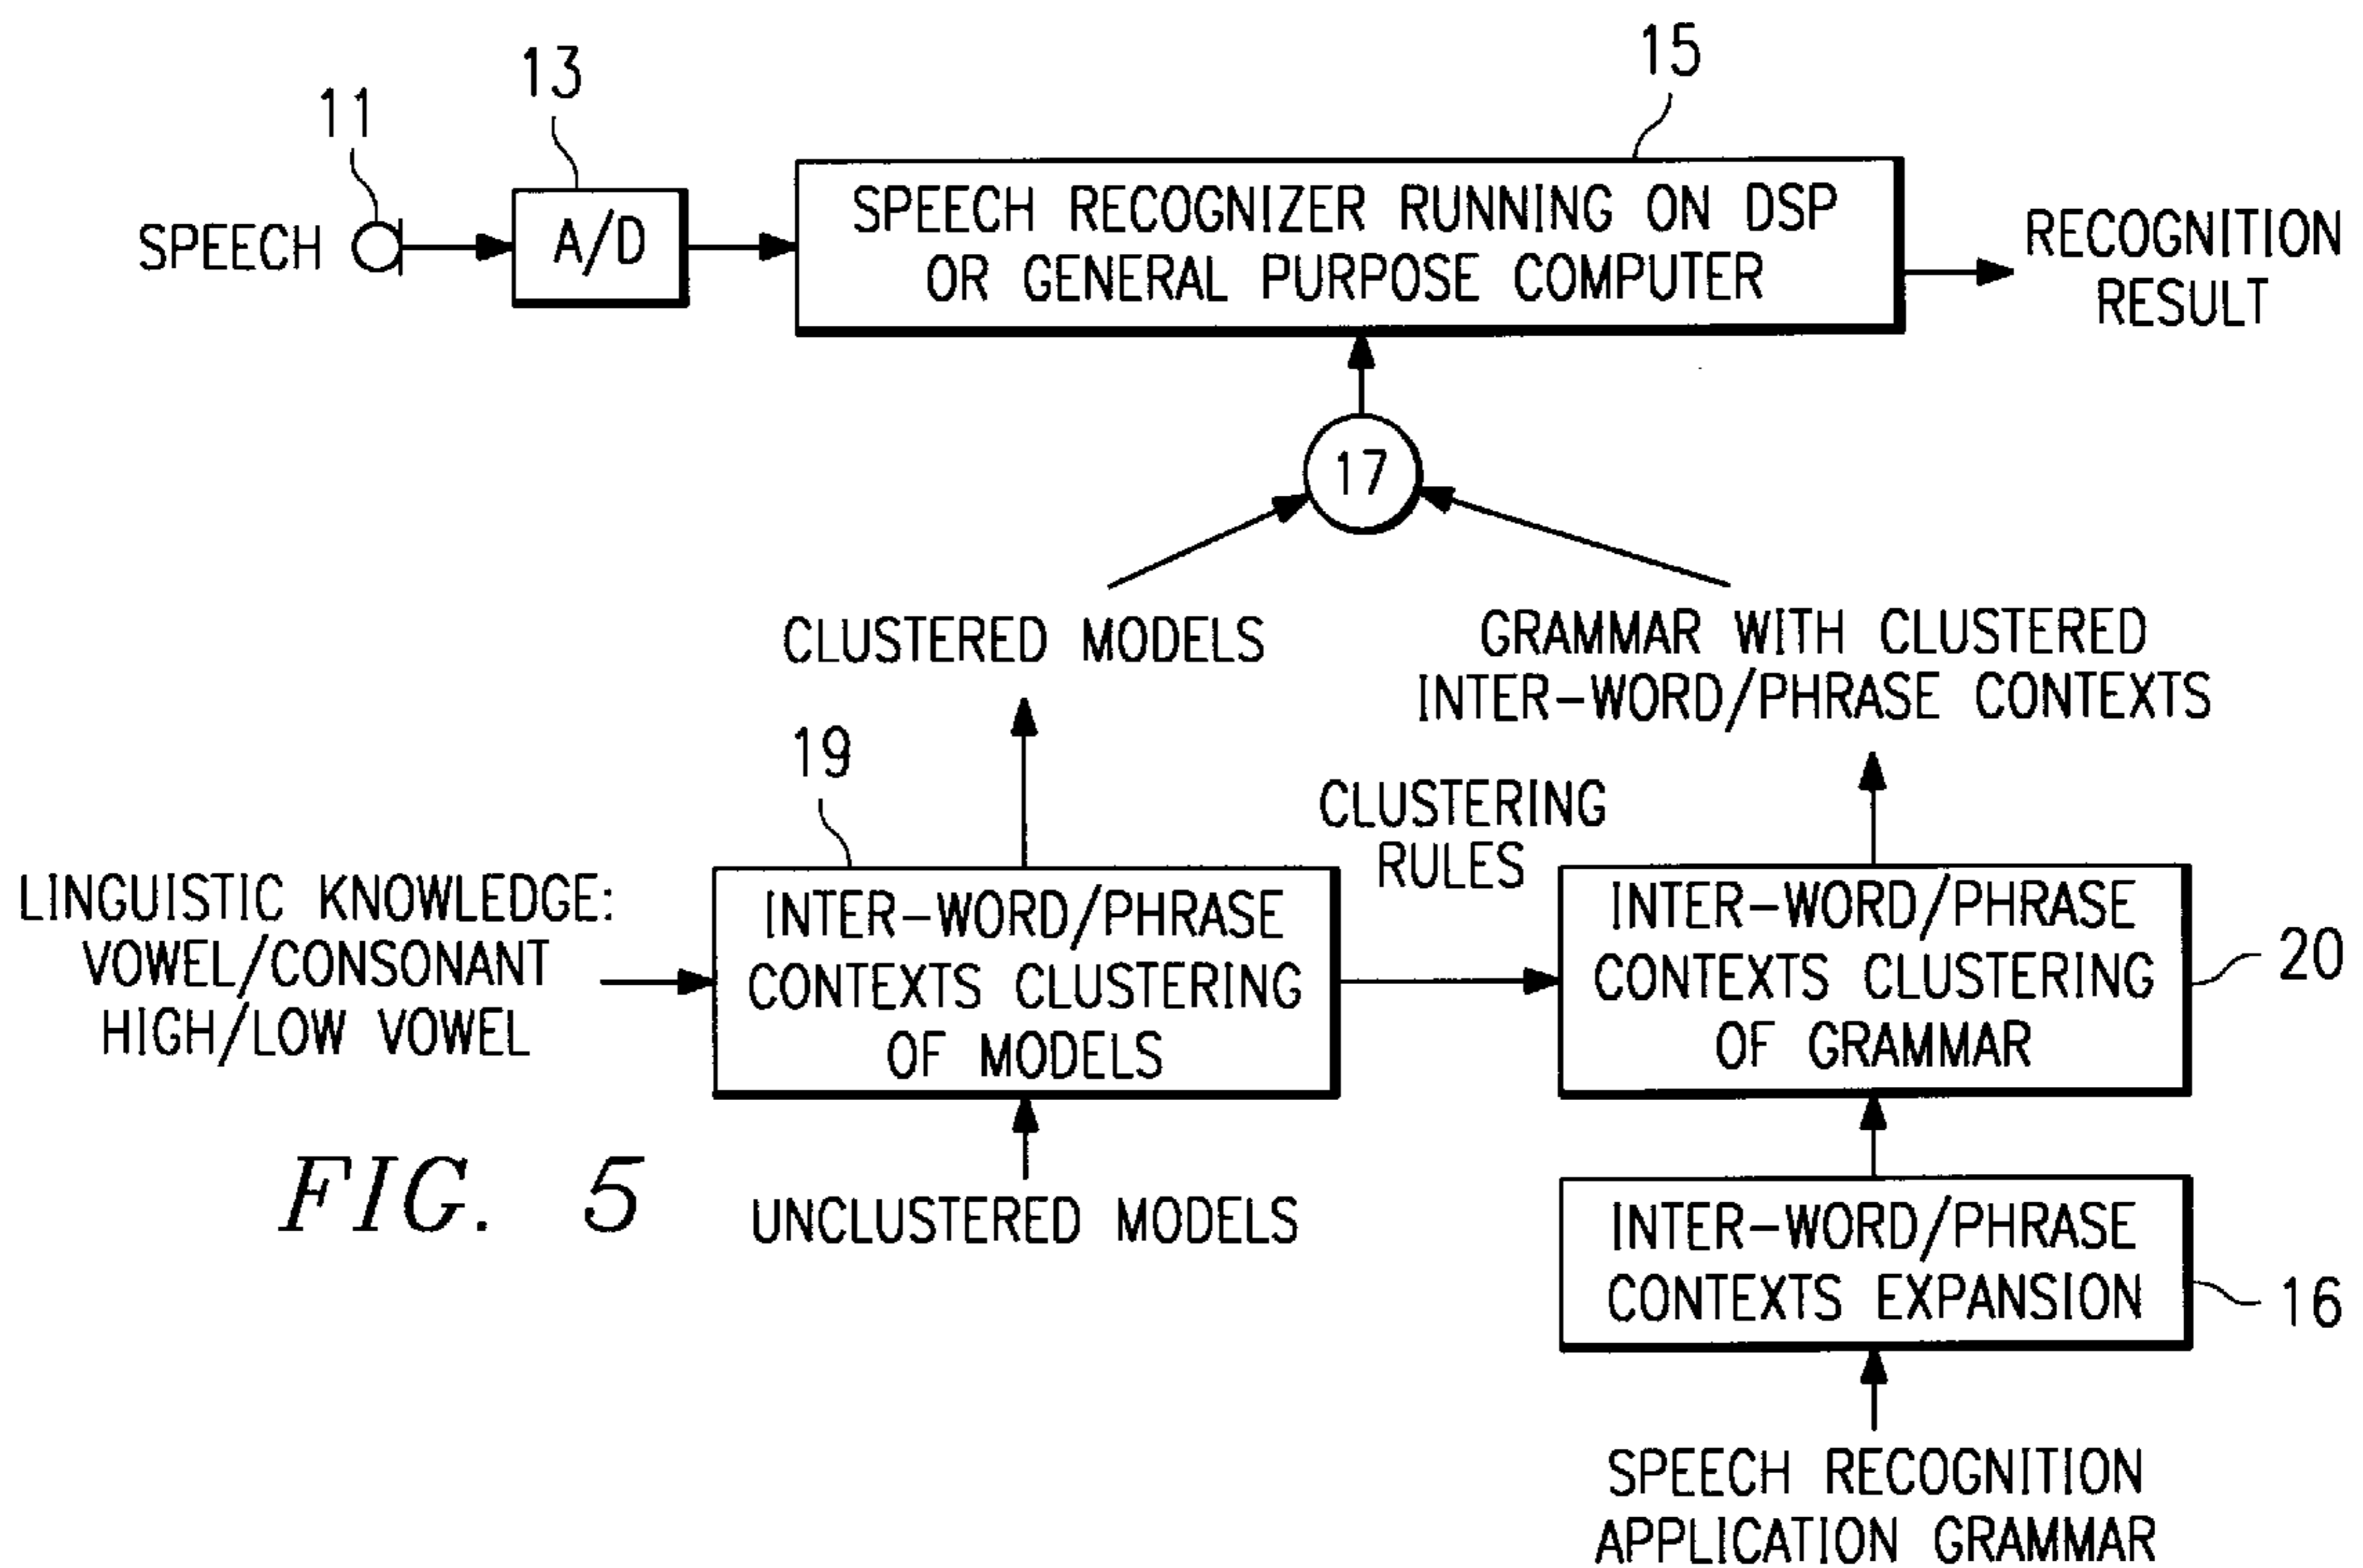 15
13
11
SPEECH
A/D
SPEECH RECOGNIZER RUNNING ON DSP
OR GENERAL PURPOSE COMPUTER
RECOGNITION
RESULT
17
CLUSTERED MODELS
GRAMMAR WITH CLUSTERED
INTER-WORD/PHRASE CONTEXTS
19
CLUSTERING
RULES
LINGUISTIC KNOWLEDGE:
VOWEL/CONSONANT
HIGH/LOW VOWEL
INTER-WORD/PHRASE
CONTEXTS CLUSTERING
OF MODELS
INTER-WORD/PHRASE
CONTEXTS CLUSTERING
OF GRAMMAR
20
FIG. 5
UNCLUSTERED MODELS
INTER-WORD/PHRASE
CONTEXTS EXPANSION
16
SPEECH RECOGNITION
APPLICATION GRAMMAR